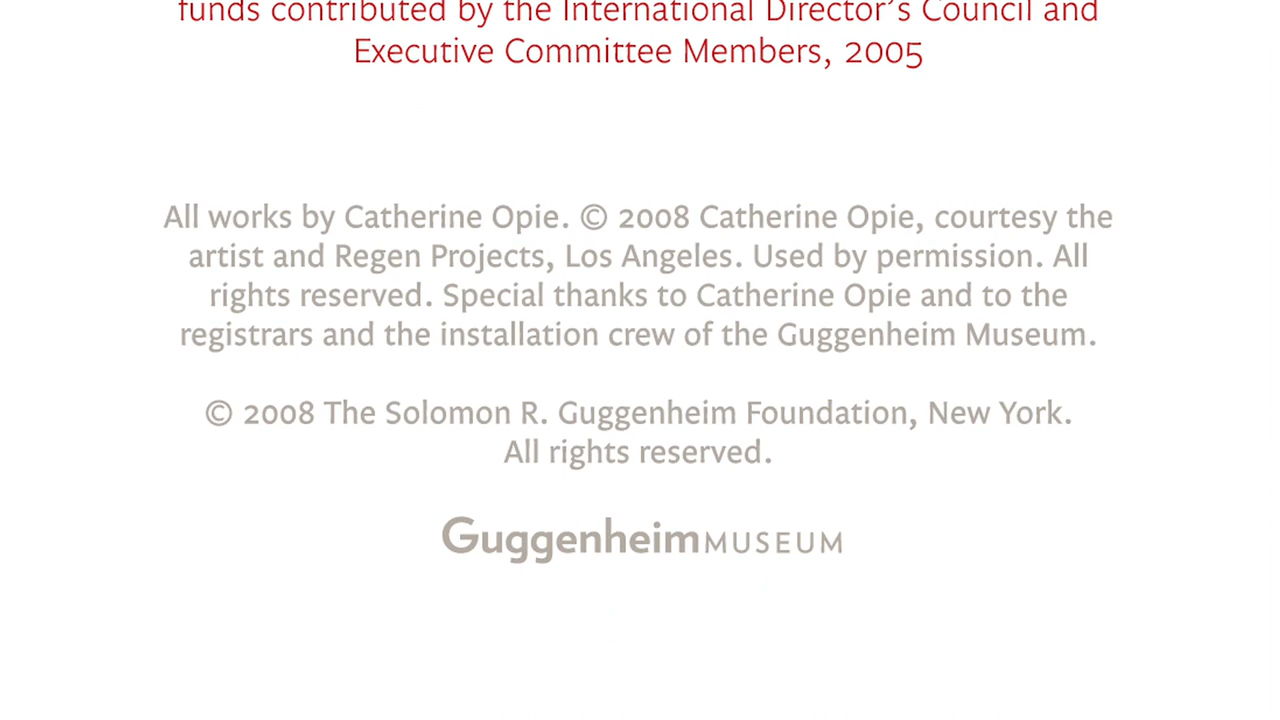 funds contributed by the International Director’s Council and
Executive Committee Members, 2005
All works by Catherine Opie. © 2008 Catherine Opie, courtesy the
artist and Regen Projects, Los Angeles. Used by permission. All
rights reserved. Special thanks to Catherine Opie and to the
registrars and the installation crew of the Guggenheim Museum.
© 2008 The Solomon R. Guggenheim Foundation, New York.
All rights reserved.
GuggenheimMUSEUM